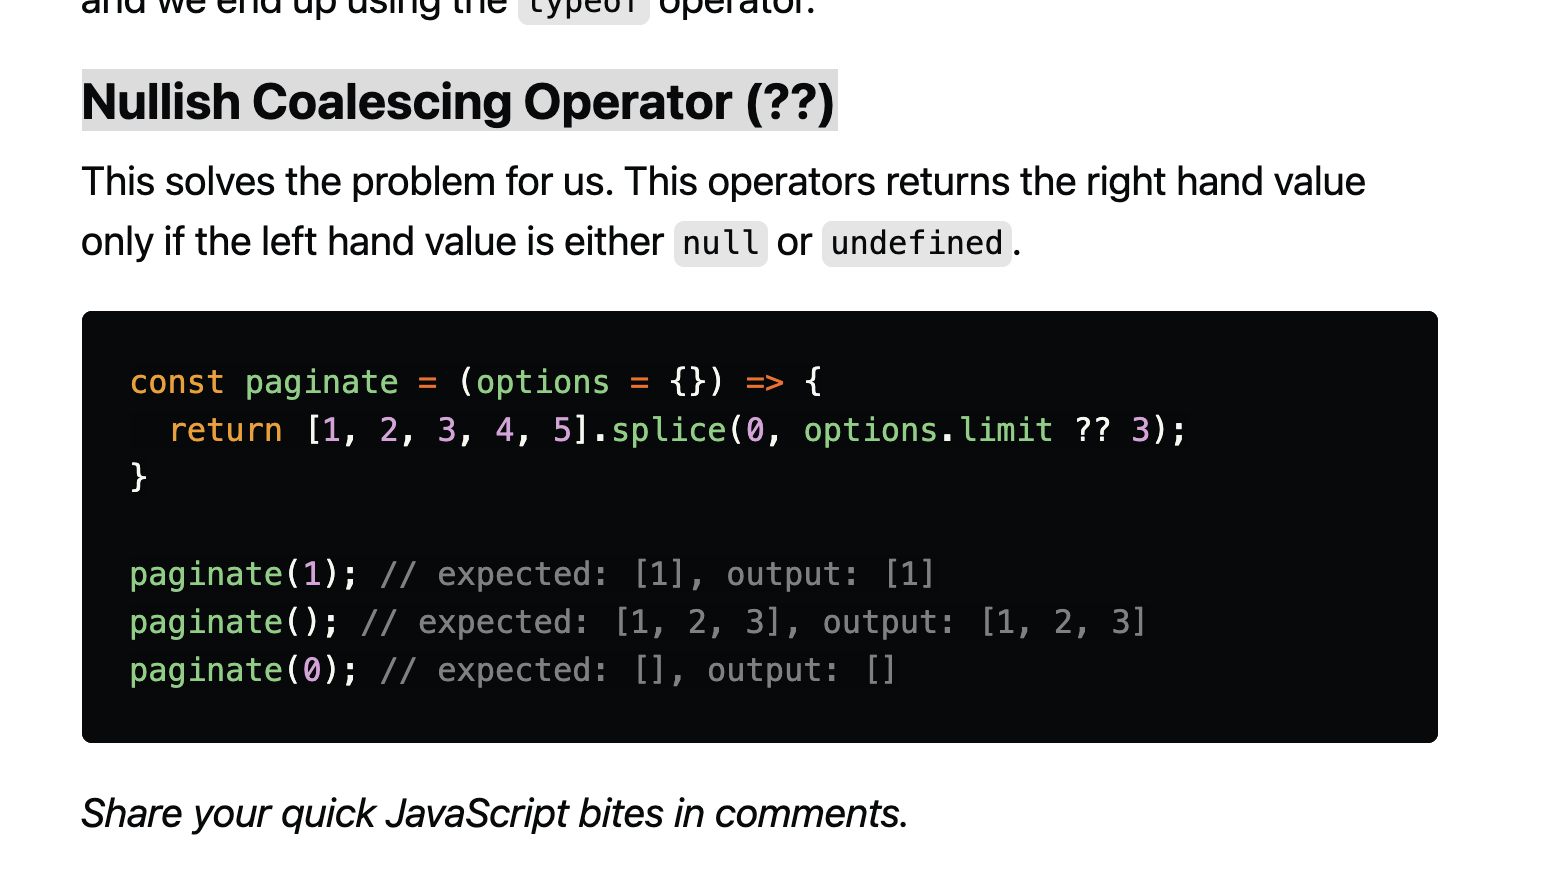 and we end up using the typeof operator.
Nullish Coalescing Operator (??)
This solves the problem for us. This operators returns the right hand value
only if the left hand value is either null or undefined.
const paginate = (options = {}) => {
  return [1, 2, 3, 4, 5].splice(0, options.limit ?? 3);
}
paginate(1); // expected: [1], output: [1]
paginate(); // expected: [1, 2, 3], output: [1, 2, 3]
paginate(0); // expected: [], output: []
Share your quick JavaScript bites in comments.